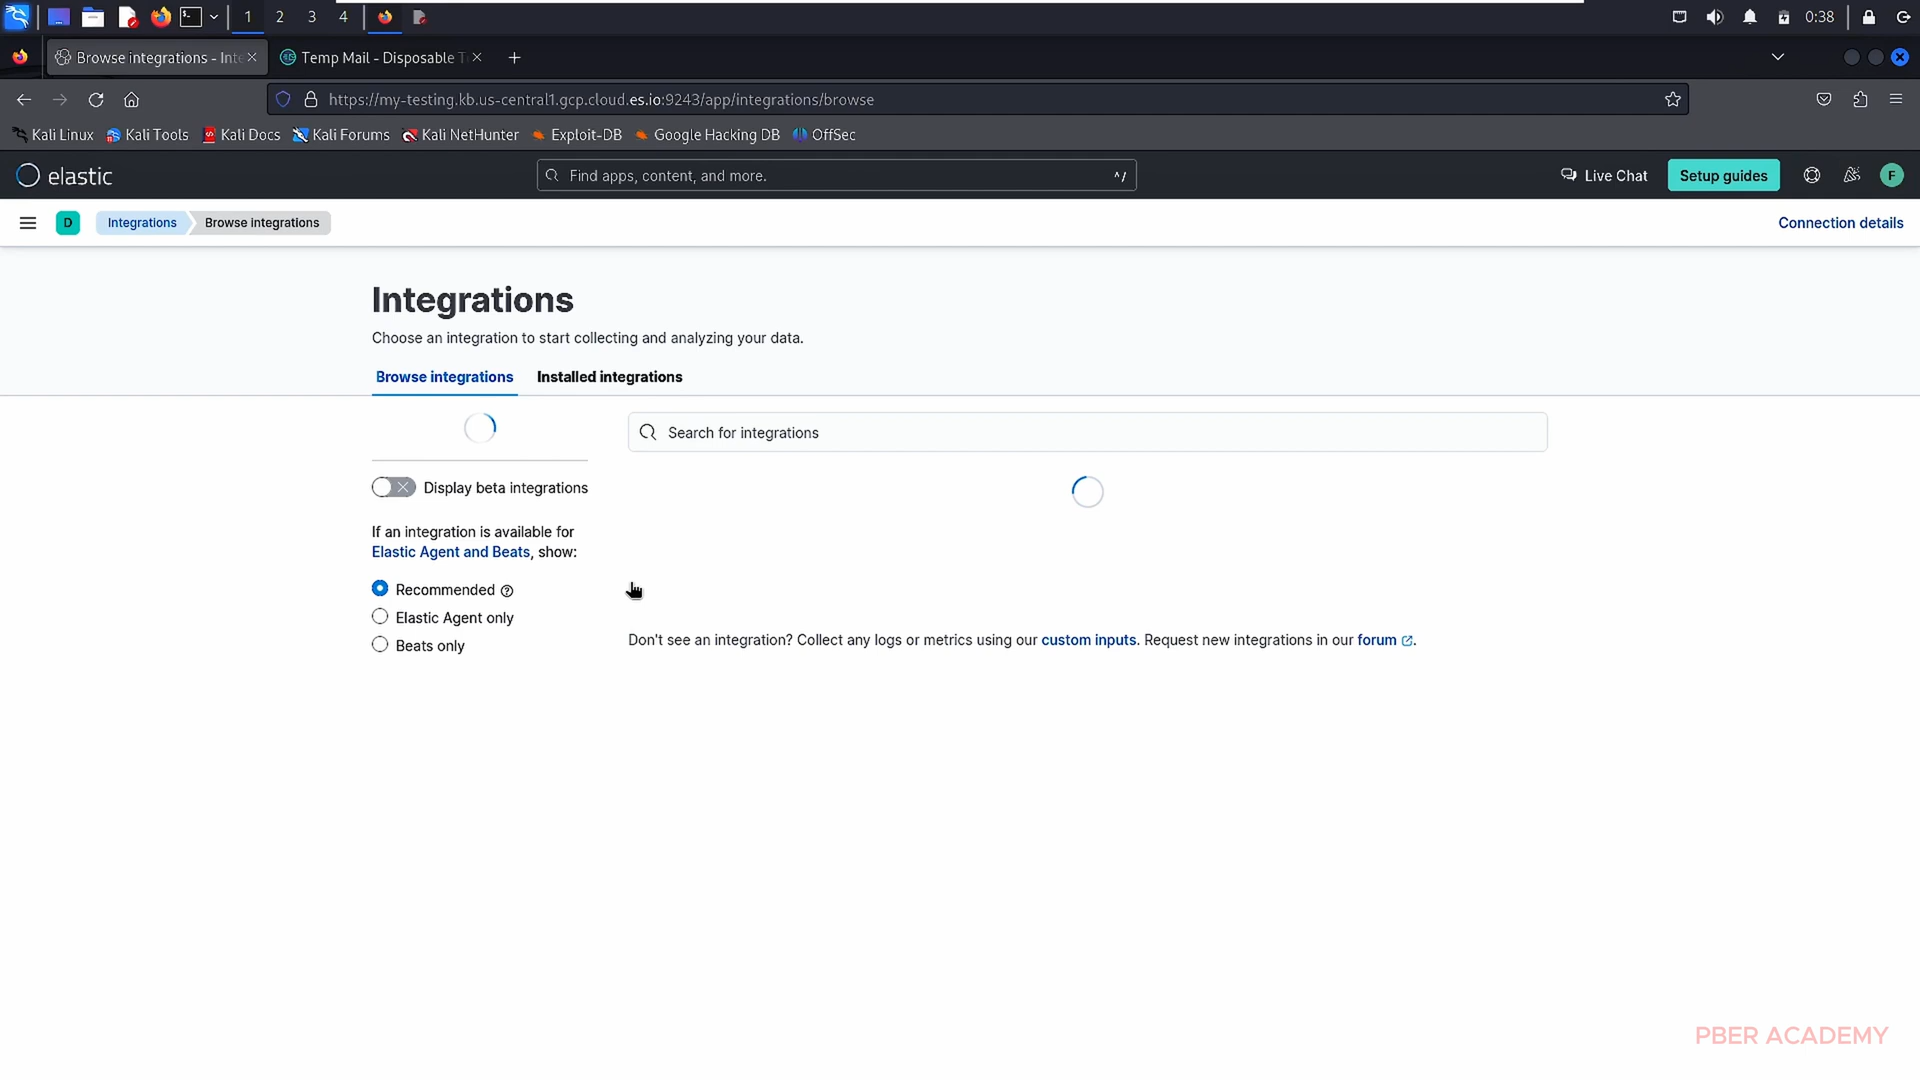 1 2 3 4 0:38
Browse integrations - Inte Temp Mail - Disposable T
https://my-testing.kb.us-central1.gcp.cloud.es.io:9243/app/integrations/browse
Kali Linux Kali Tools Kali Docs Kali Forums Kali NetHunter Exploit-DB Google Hacking DB OffSec
elastic Find apps, content, and more. ^/ Live Chat Setup guides F
D Integrations Browse integrations Connection details
Integrations
Choose an integration to start collecting and analyzing your data.
Browse integrations Installed integrations
Search for integrations
Display beta integrations
If an integration is available for
Elastic Agent and Beats, show:
Recommended
Elastic Agent only
Beats only
Don't see an integration? Collect any logs or metrics using our custom inputs. Request new integrations in our forum.
PBER ACADEMY